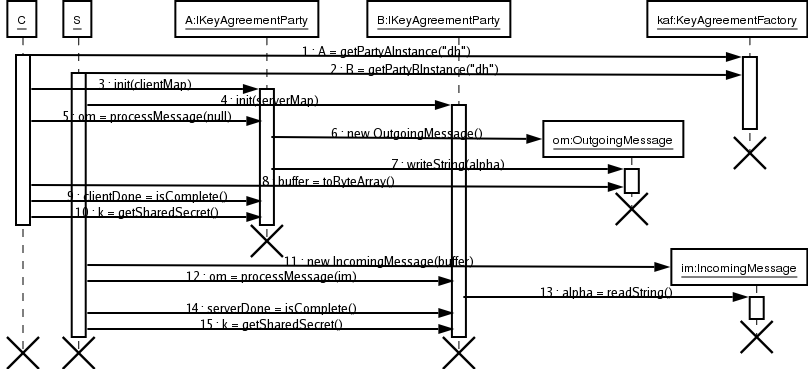 C
S
A:IKeyAgreementParty
B:IKeyAgreementParty
kaf:KeyAgreementFactory
1 : A = getPartyAInstance("dh")
2 : B = getPartyBInstance("dh")
3 : init(clientMap)
4 : init(serverMap)
5 : om = processMessage(null)
6 : new OutgoingMessage()
om:OutgoingMessage
7 : writeString(alpha)
8 : buffer = toByteArray()
9 : clientDone = isComplete()
10 : k = getSharedSecret()
11 : new IncomingMessage(buffer)
im:IncomingMessage
12 : om = processMessage(im)
13 : alpha = readString()
14 : serverDone = isComplete()
15 : k = getSharedSecret()